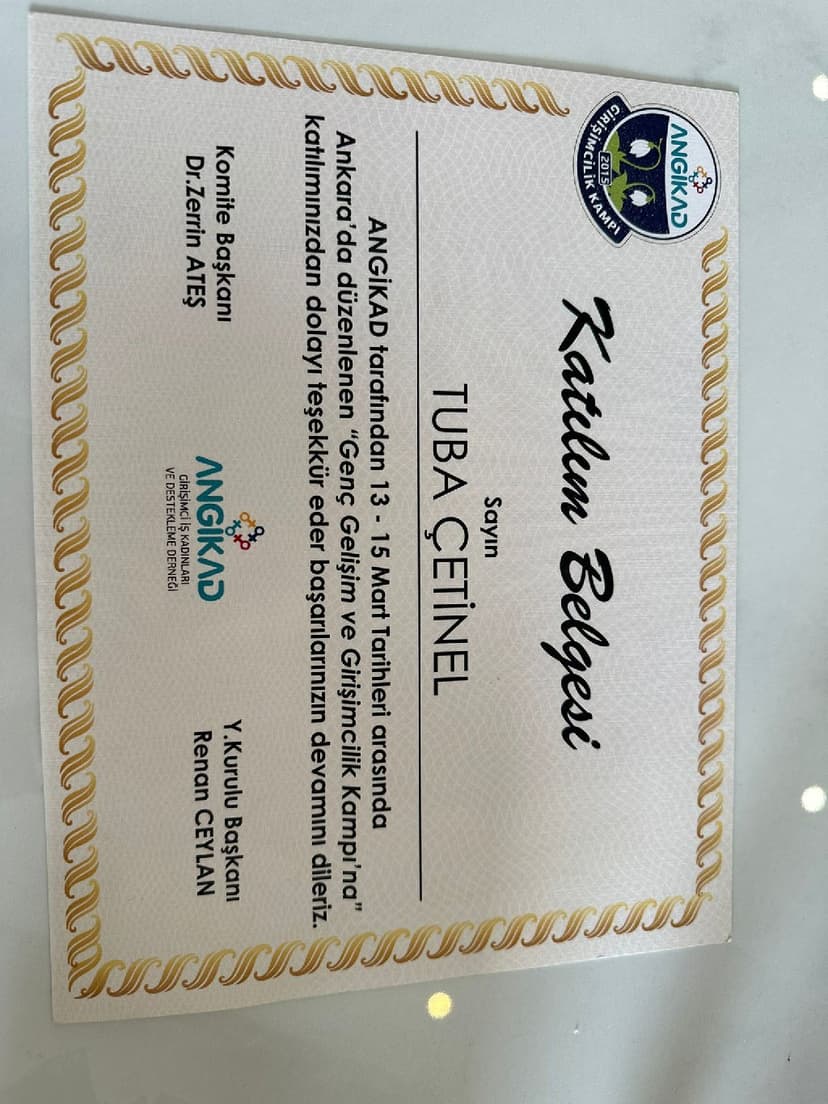 ANGİKAD
2015
GİRİŞİMCİLİK KAMPI
Katılım Belgesi
Sayın
TUBA ÇETİNEL
ANGİKAD tarafından 13 - 15 Mart Tarihleri arasında
Ankara'da düzenlenen “Genç Gelişim ve Girişimcilik Kampı'na”
katılımınızdan dolayı teşekkür eder başarılarınızın devamını dileriz.
Komite Başkanı
Dr.Zerrin ATEŞ
ANGİKAD
GİRİŞİMCİ İŞ KADINLARI
VE DESTEKLEME DERNEĞİ
Y.Kurulu Başkanı
Renan CEYLAN